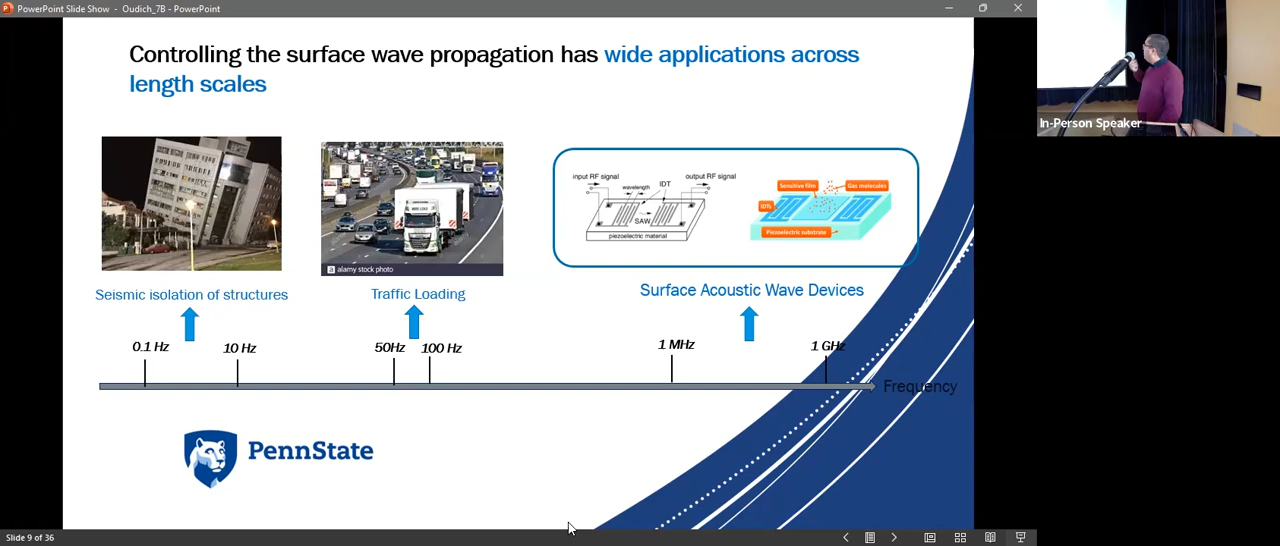 PowerPoint Slide Show - Oudich_7B - PowerPoint
Controlling the surface wave propagation has wide applications across
length scales
In-Person Speaker
input RF signal
output RF signal
wavelength
IDT
SAW
piezoelectric material
Sensitive film
Gas molecules
IDTs
Piezoelectric substrate
a alamy stock photo
Seismic isolation of structures
Traffic Loading
Surface Acoustic Wave Devices
0.1 Hz
10 Hz
50Hz
100 Hz
1 MHz
1 GHz
Frequency
PennState
Slide 9 of 36